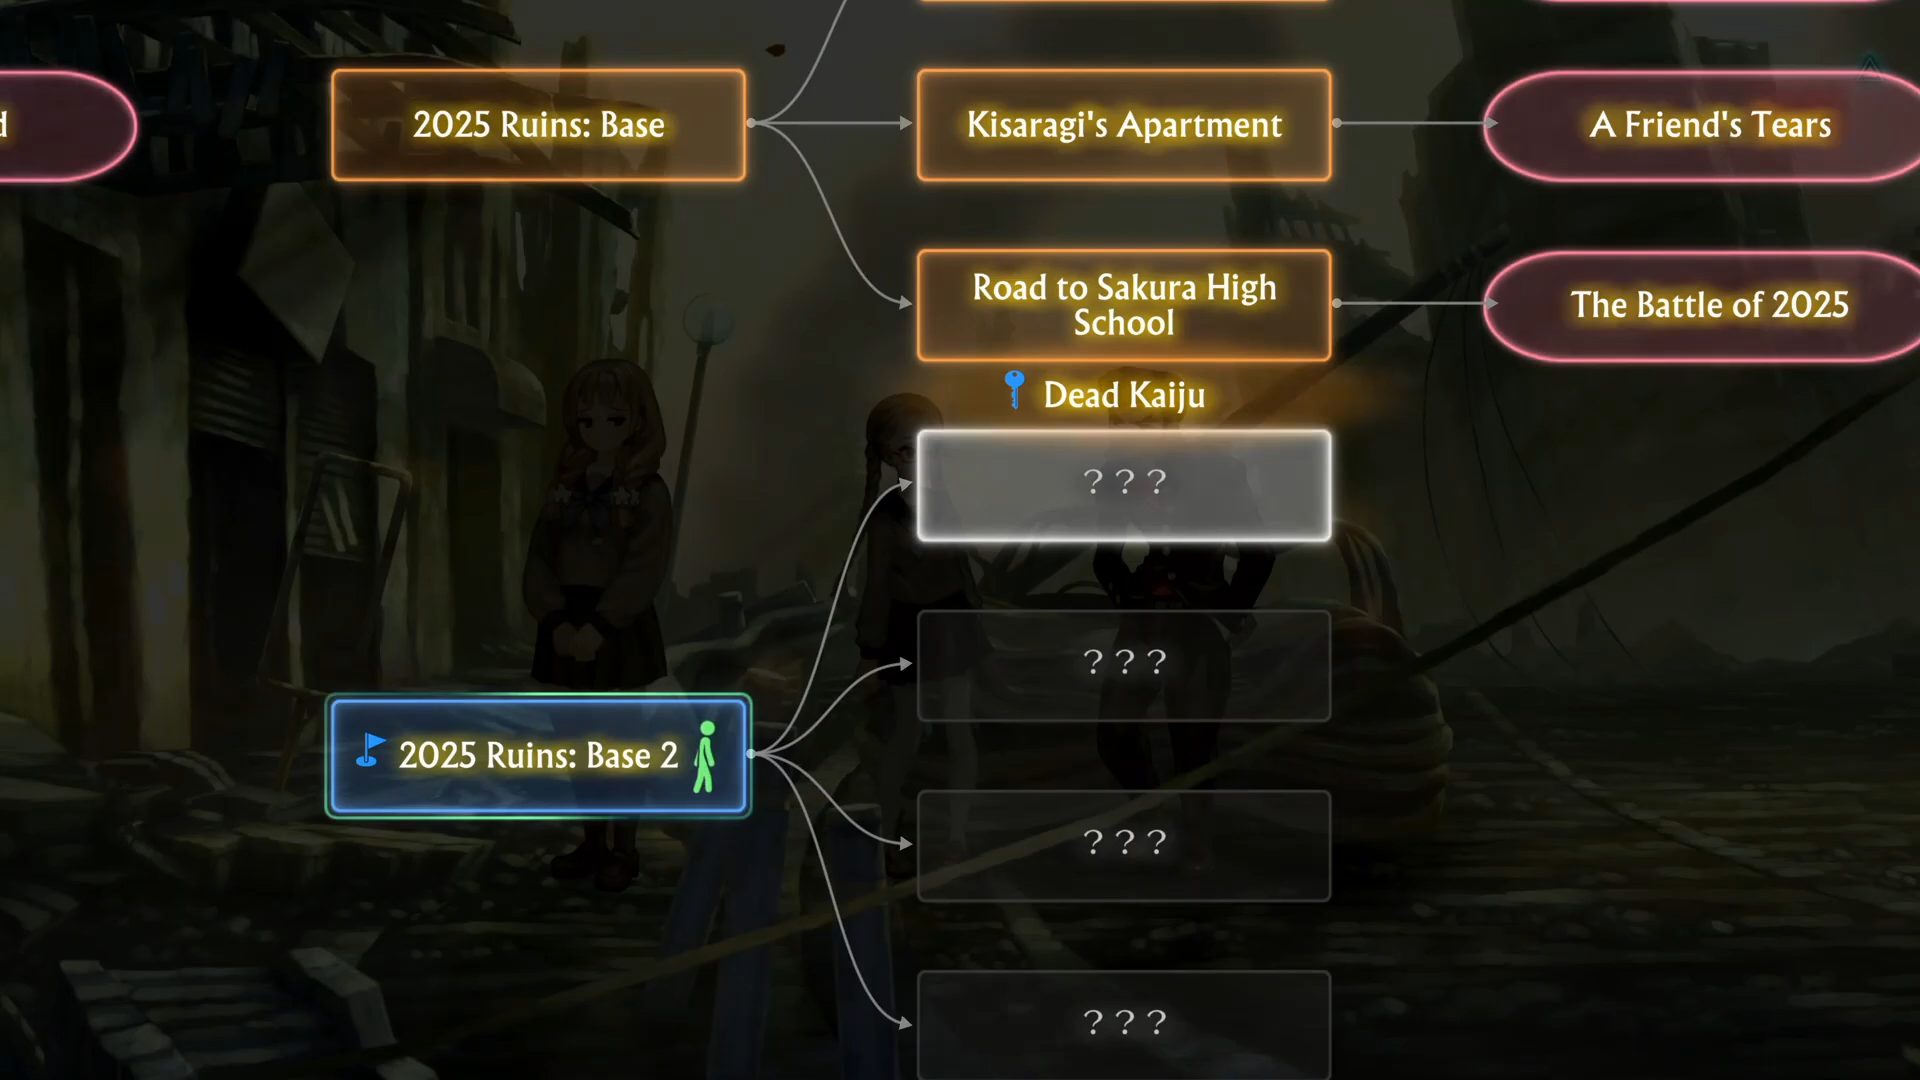 d
2025 Ruins: Base
Kisaragi's Apartment
A Friend's Tears
Road to Sakura High
School
The Battle of 2025
Dead Kaiju
???
???
2025 Ruins: Base 2
???
???